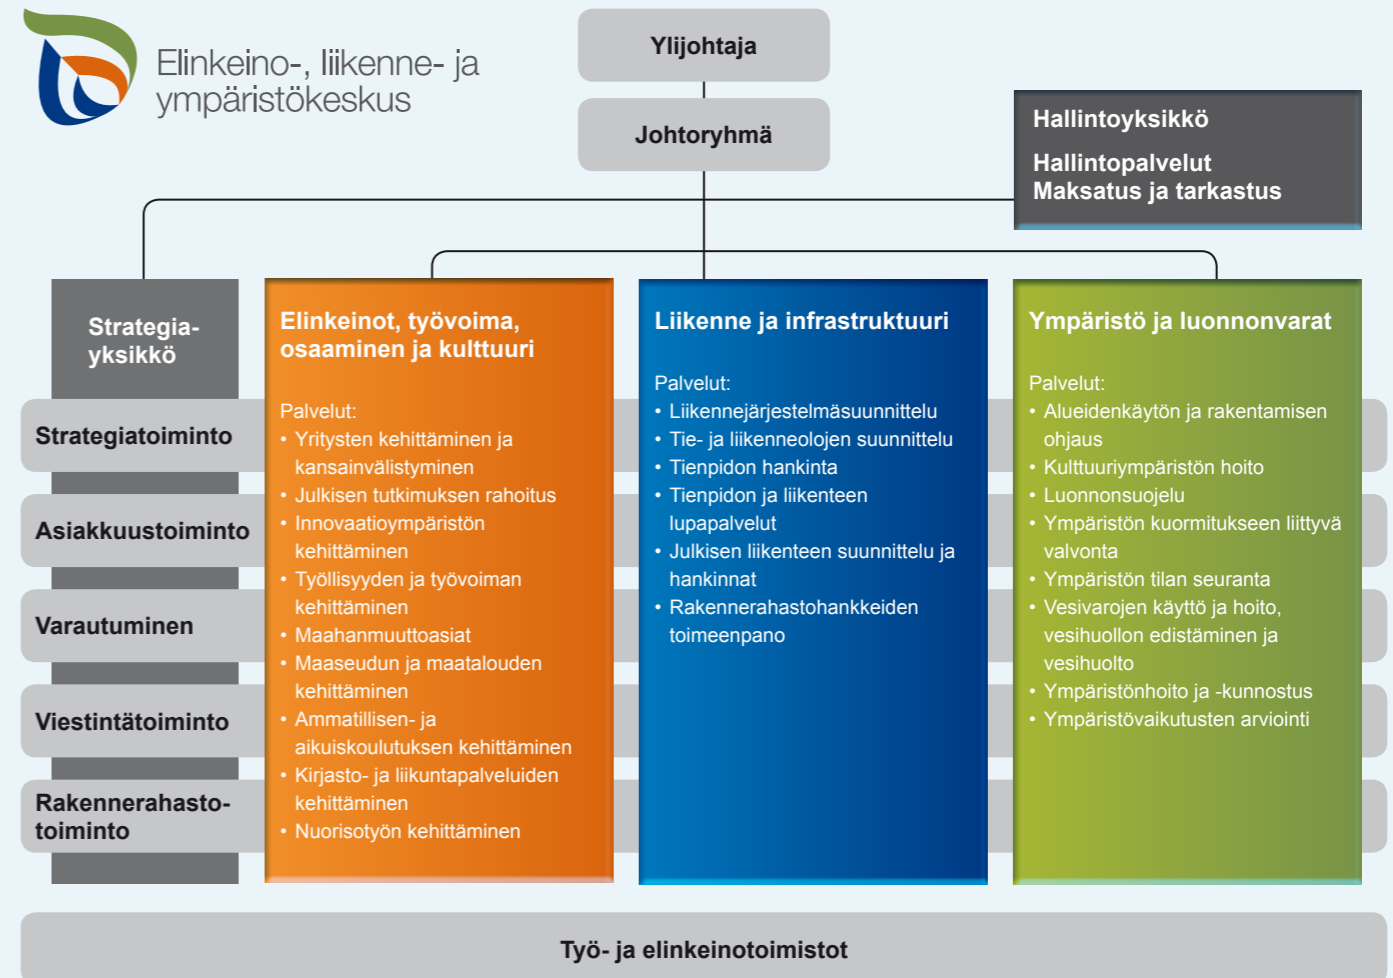 Elinkeino-, liikenne- ja
ympäristökeskus
Ylijohtaja
Johtoryhmä
Hallintoyksikkö
Hallintopalvelut
Maksatus ja tarkastus
Strategia-
yksikkö
Strategiatoiminto
Asiakkuustoiminto
Varautuminen
Viestintätoiminto
Rakennerahasto-
toiminto
Elinkeinot, työvoima,
osaaminen ja kulttuuri
Palvelut:
• Yritysten kehittäminen ja
kansainvälistyminen
• Julkisen tutkimuksen rahoitus
• Innovaatioympäristön
kehittäminen
• Työllisyyden ja työvoiman
kehittäminen
• Maahanmuuttoasiat
• Maaseudun ja maatalouden
kehittäminen
• Ammatillisen- ja
aikuiskoulutuksen kehittäminen
• Kirjasto- ja liikuntapalveluiden
kehittäminen
• Nuorisotyön kehittäminen
Liikenne ja infrastruktuuri
Palvelut:
• Liikennejärjestelmäsuunnittelu
• Tie- ja liikenneolojen suunnittelu
• Tienpidon hankinta
• Tienpidon ja liikenteen
lupapalvelut
• Julkisen liikenteen suunnittelu ja
hankinnat
• Rakennerahastohankkeiden
toimeenpano
Ympäristö ja luonnonvarat
Palvelut:
• Alueidenkäytön ja rakentamisen
ohjaus
• Kulttuuriympäristön hoito
• Luonnonsuojelu
• Ympäristön kuormitukseen liittyvä
valvonta
• Ympäristön tilan seuranta
• Vesivarojen käyttö ja hoito,
vesihuollon edistäminen ja
vesihuolto
• Ympäristönhoito ja -kunnostus
• Ympäristövaikutusten arviointi
Työ- ja elinkeinotoimistot